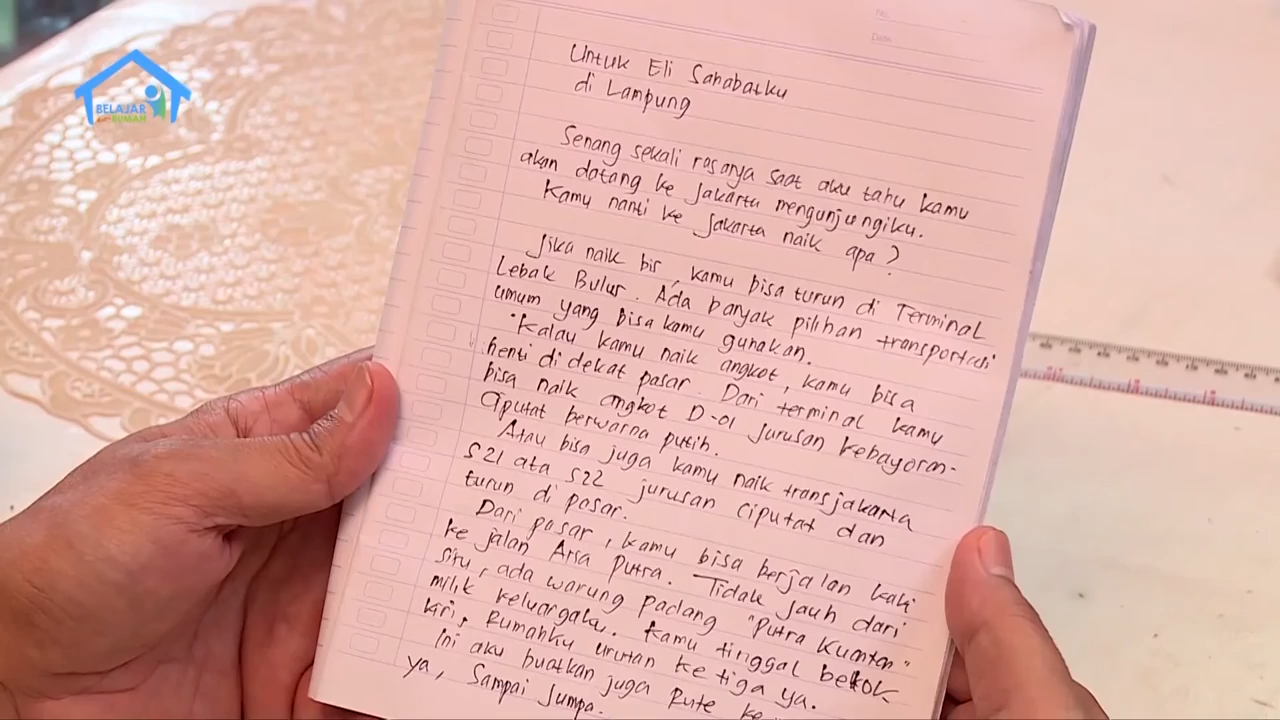 BELAJAR
RUMAH
No.
Date
Untuk Eli Sahabatku
di Lampung
Senang sekali rasanya saat aku tahu kamu
akan datang ke Jakarta mengunjungiku.
Kamu nanti ke Jakarta naik apa?
Jika naik bis, kamu bisa turun di Terminal
Lebak Bulus. Ada banyak pilihan transportasi
umum yang bisa kamu gunakan.
Kalau kamu naik angkot, kamu bisa
henti di dekat pasar. Dari terminal kamu
bisa naik angkot D-01 jurusan Kebayoran-
Ciputat berwarna putih.
Atau bisa juga kamu naik transjakarta
S21 ata S22 jurusan Ciputat dan
turun di pasar.
Dari pasar, kamu bisa berjalan kaki
ke jalan Arsa Putra. Tidak jauh dari
situ, ada warung padang "Putra Kuantan"
milik keluargaku. Kamu tinggal belok
kiri, Rumahku urutan ke tiga ya.
Ini aku buatkan juga Rute ke
ya, Sampai Jumpa.